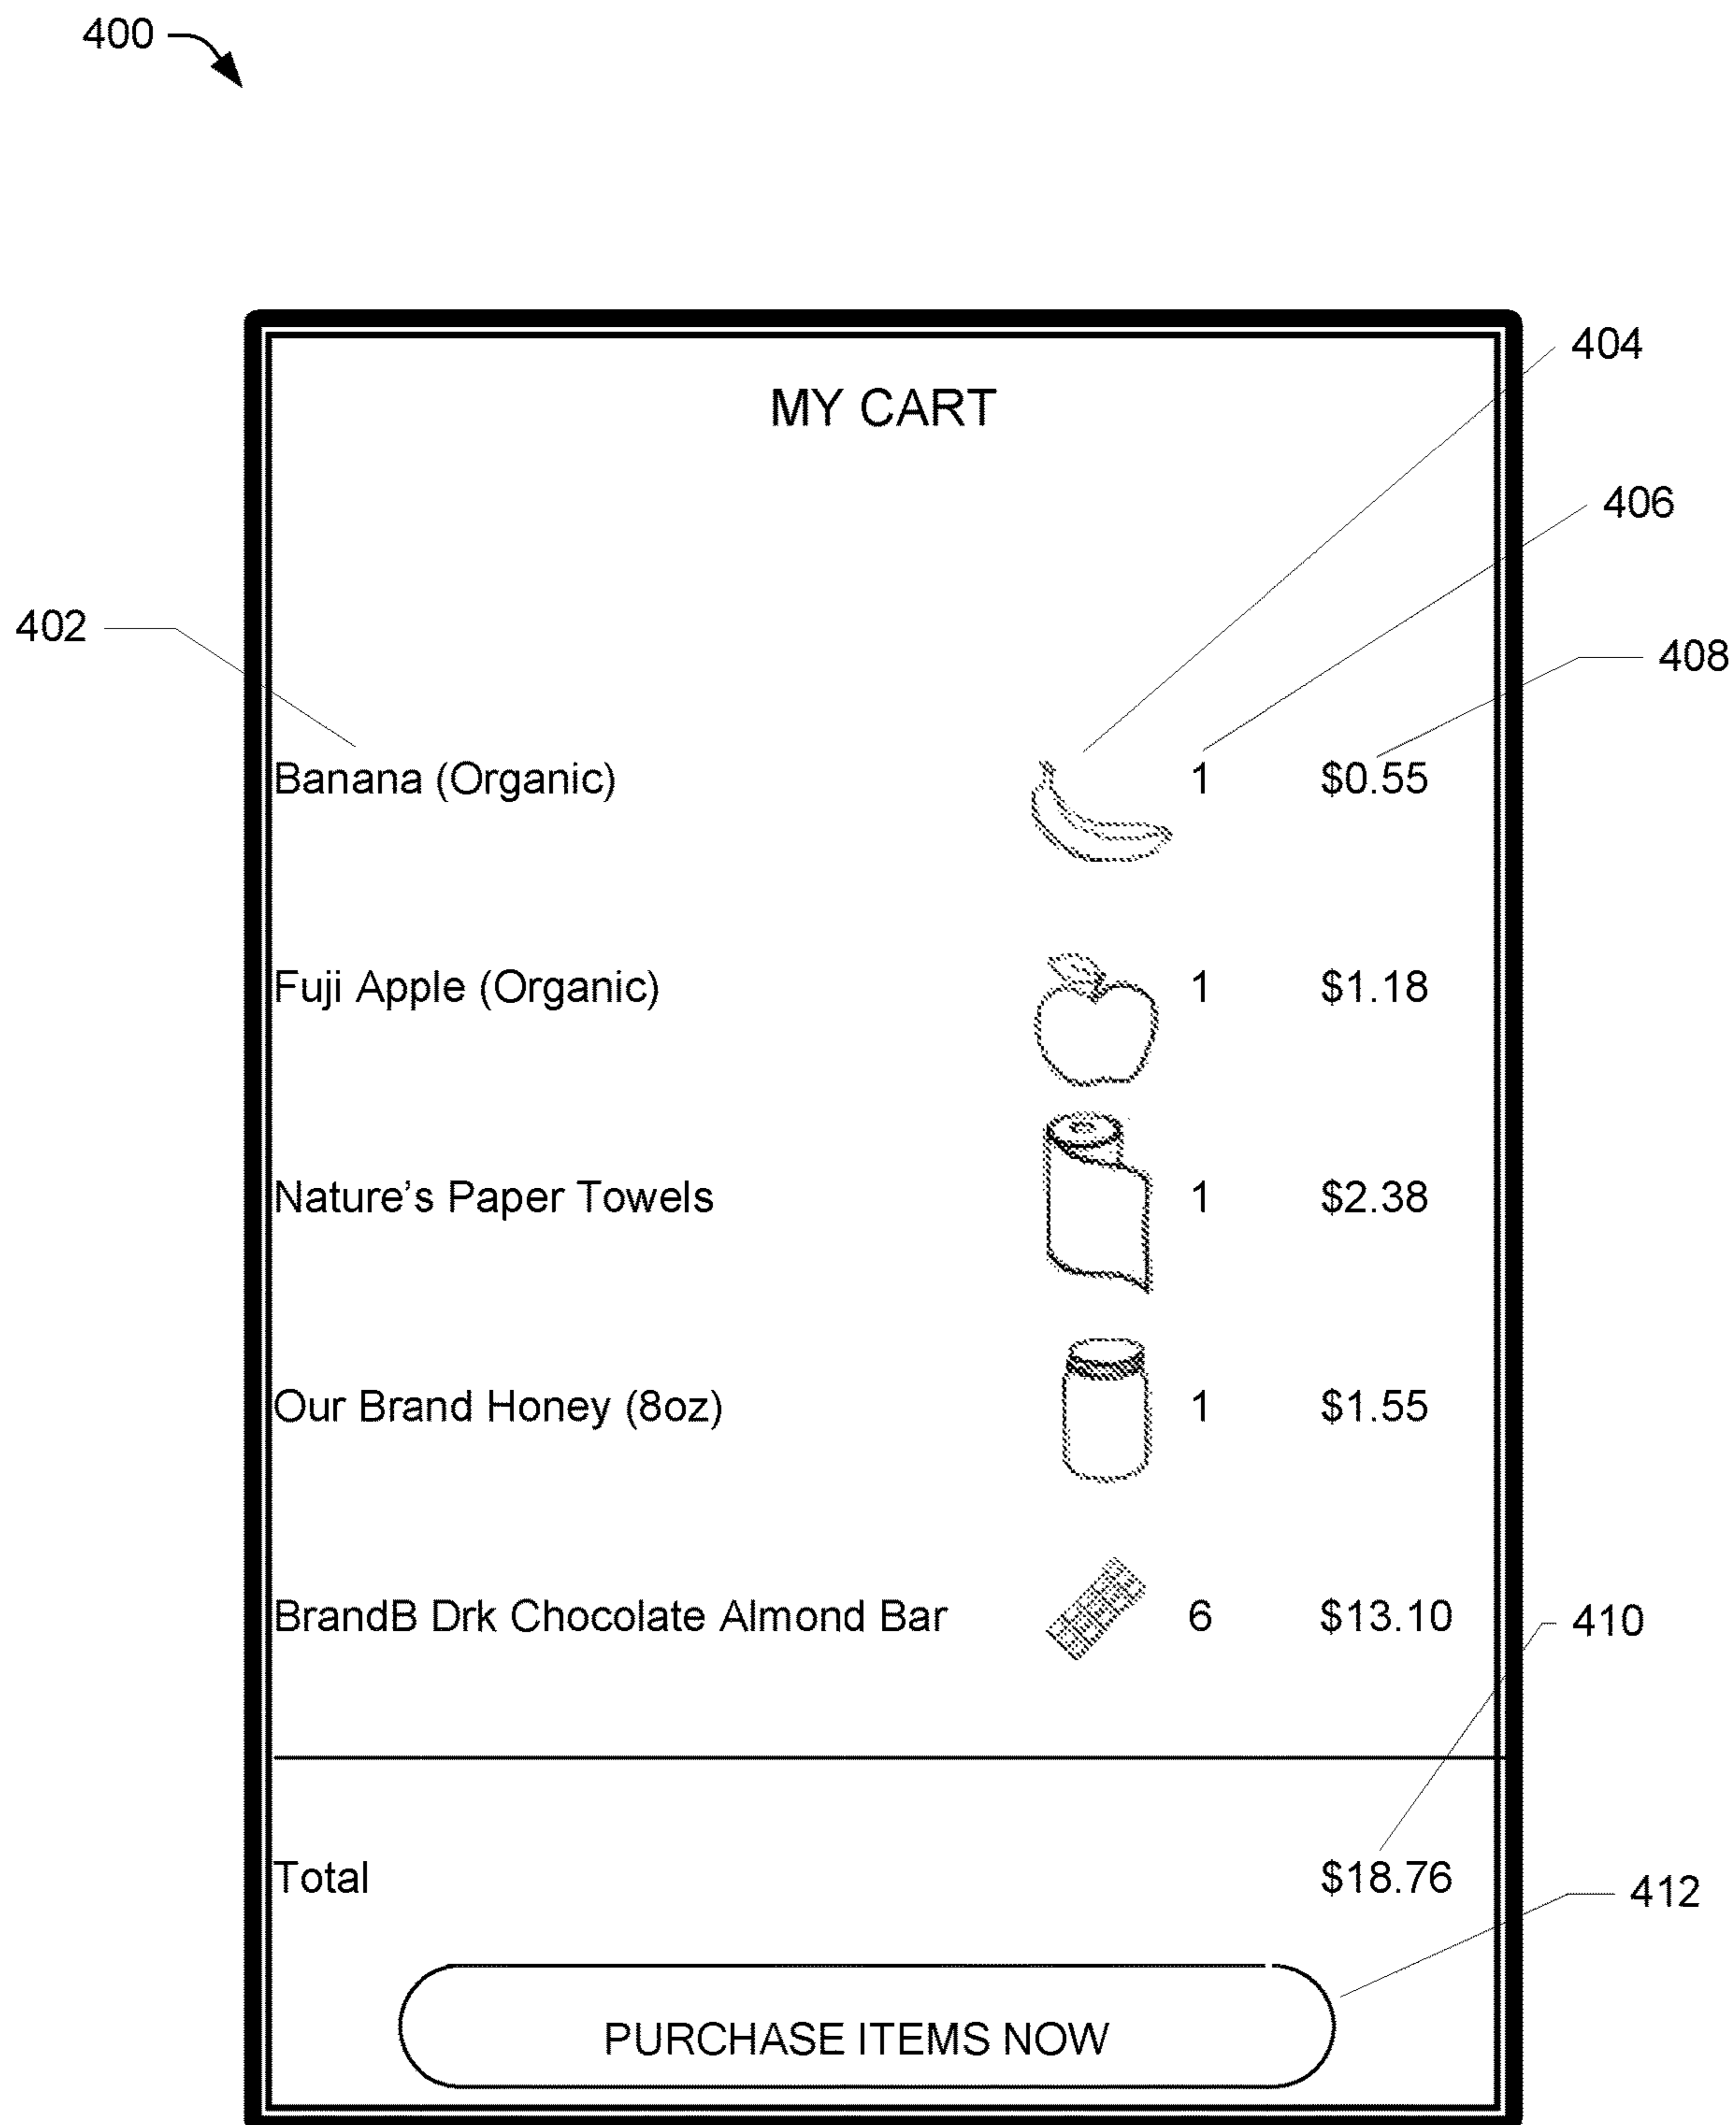 400
404
MY CART
406
402
408
Banana (Organic) 1 $0.55
Fuji Apple (Organic) 1 $1.18
Nature’s Paper Towels 1 $2.38
Our Brand Honey (8oz) 1 $1.55
BrandB Drk Chocolate Almond Bar 6 $13.10
410
Total $18.76
412
PURCHASE ITEMS NOW